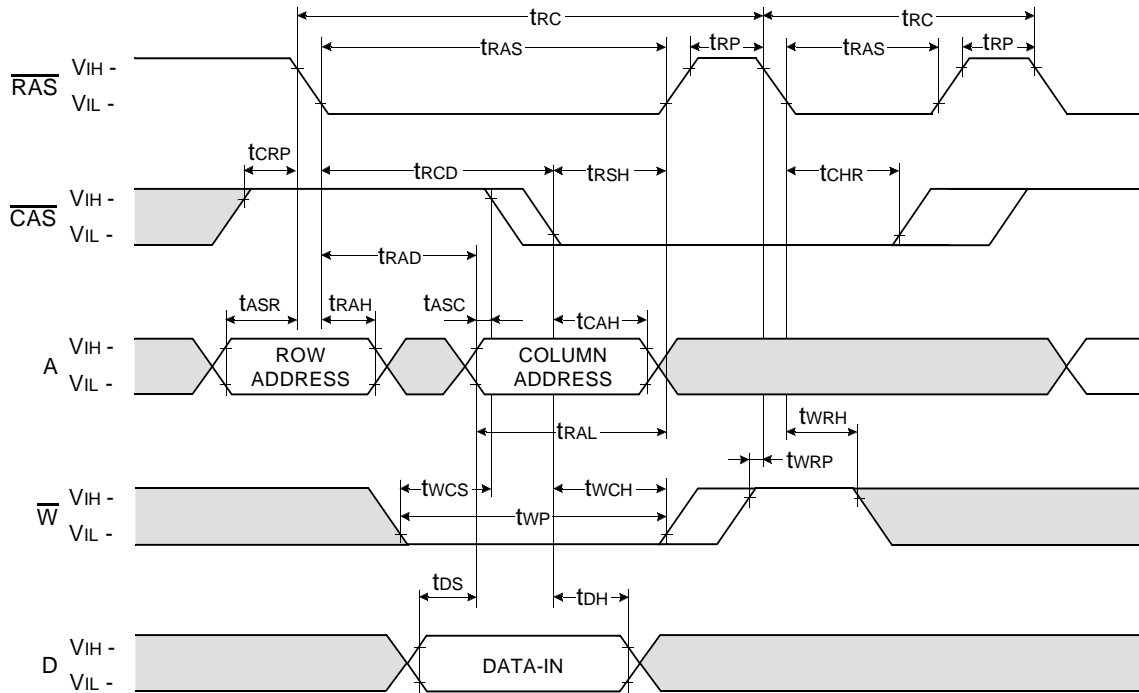 tRC tRC
tRAS tRP tRAS tRP
RAS VIH - VIL -
tCRP tRCD tRSH tCHR
CAS VIH - VIL -
tRAD
tASR tRAH tASC tCAH
A VIH - VIL -
ROW ADDRESS
COLUMN ADDRESS
tRAL tWRH
tWRP
tWCS tWCH
W VIH - VIL -
tWP
tDS tDH
D VIH - VIL -
DATA-IN